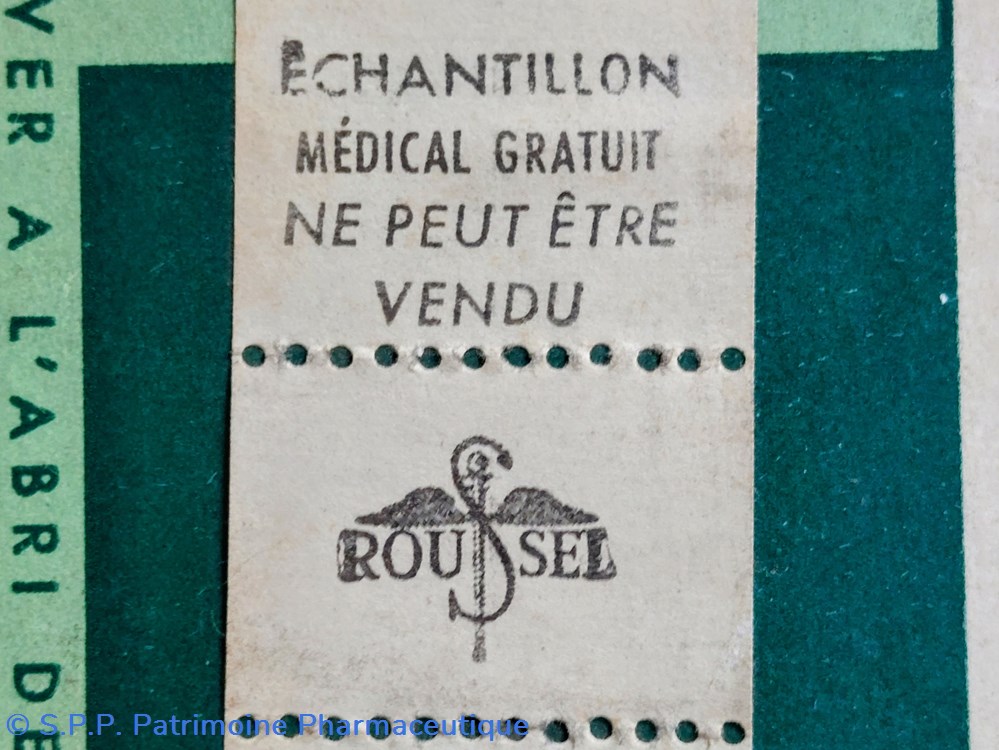 VER A L'ABRI DE
ÉCHANTILLON
MÉDICAL GRATUIT
NE PEUT ÊTRE
VENDU
ROUSSEL
© S.P.P. Patrimoine Pharmaceutique